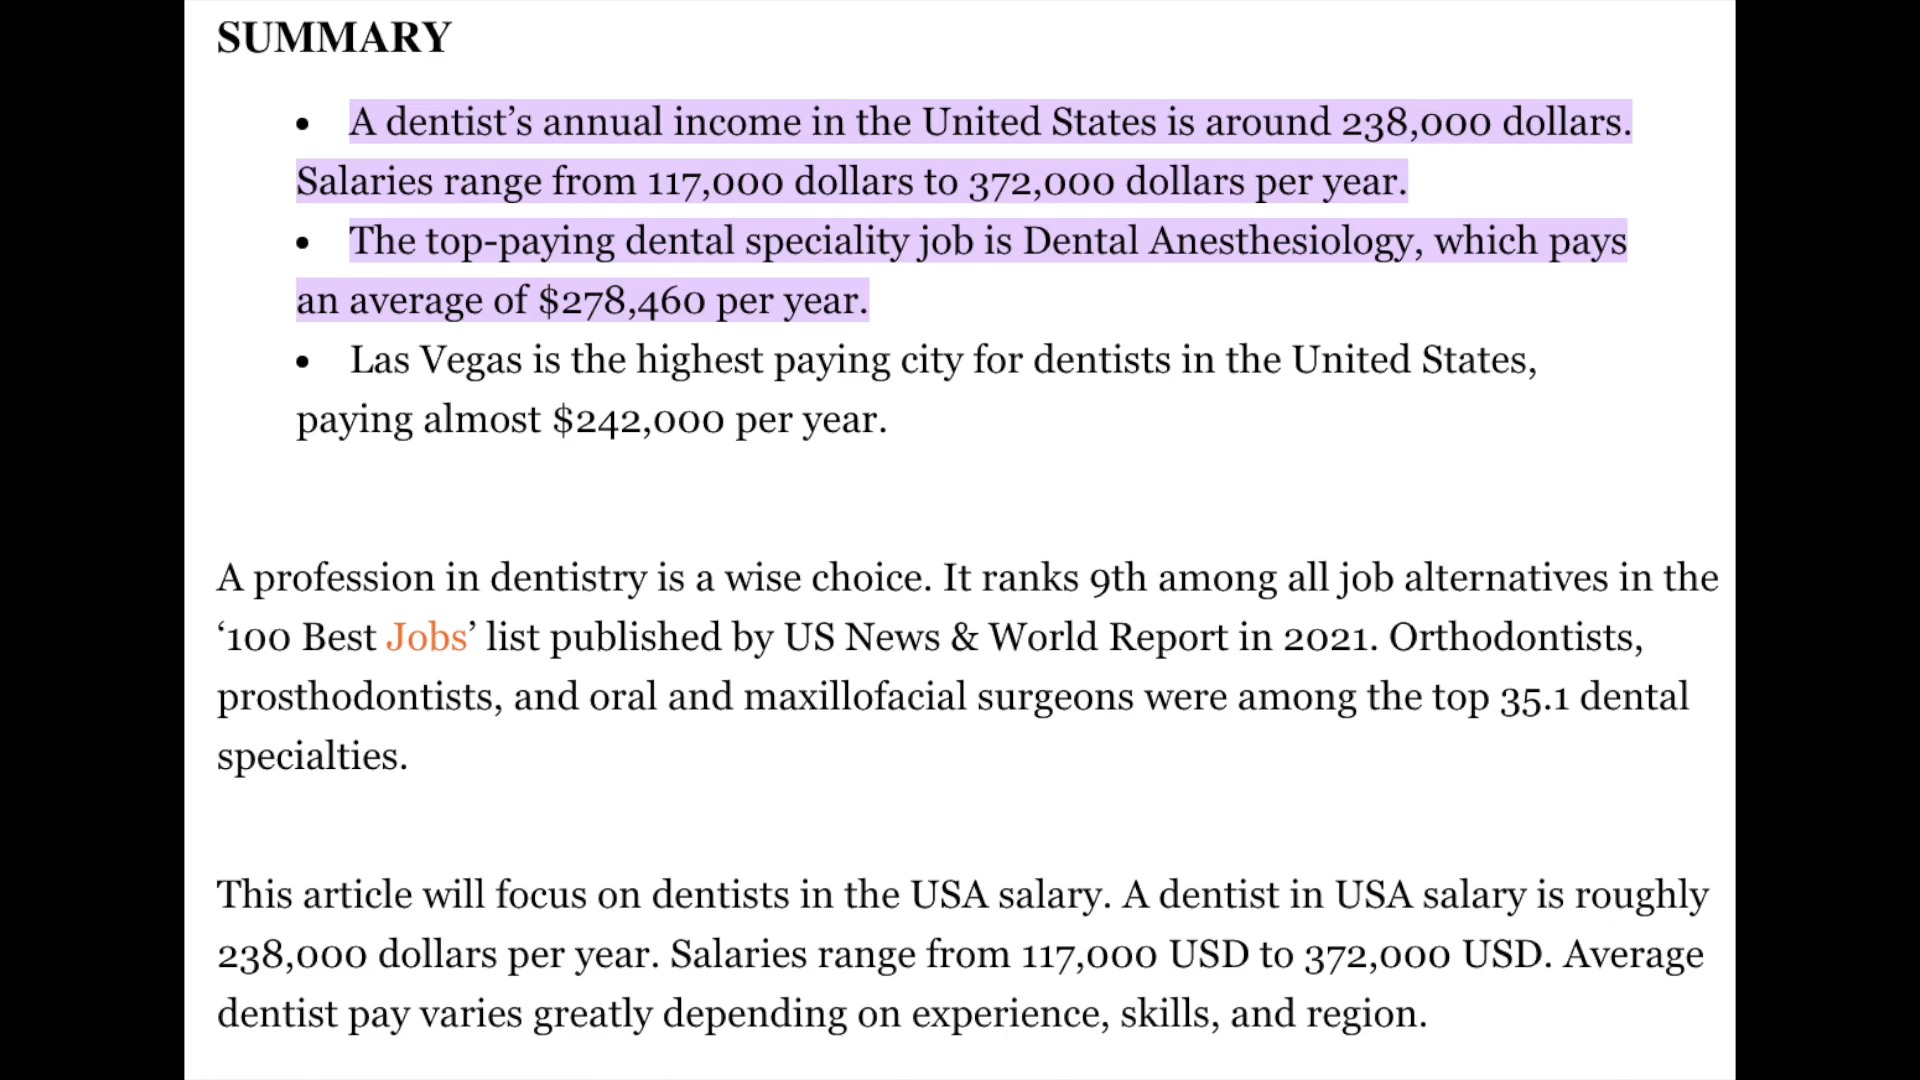 SUMMARY
• A dentist’s annual income in the United States is around 238,000 dollars.
Salaries range from 117,000 dollars to 372,000 dollars per year.
• The top-paying dental speciality job is Dental Anesthesiology, which pays
an average of $278,460 per year.
• Las Vegas is the highest paying city for dentists in the United States,
paying almost $242,000 per year.
A profession in dentistry is a wise choice. It ranks 9th among all job alternatives in the
‘100 Best Jobs’ list published by US News & World Report in 2021. Orthodontists,
prosthodontists, and oral and maxillofacial surgeons were among the top 35.1 dental
specialties.
This article will focus on dentists in the USA salary. A dentist in USA salary is roughly
238,000 dollars per year. Salaries range from 117,000 USD to 372,000 USD. Average
dentist pay varies greatly depending on experience, skills, and region.